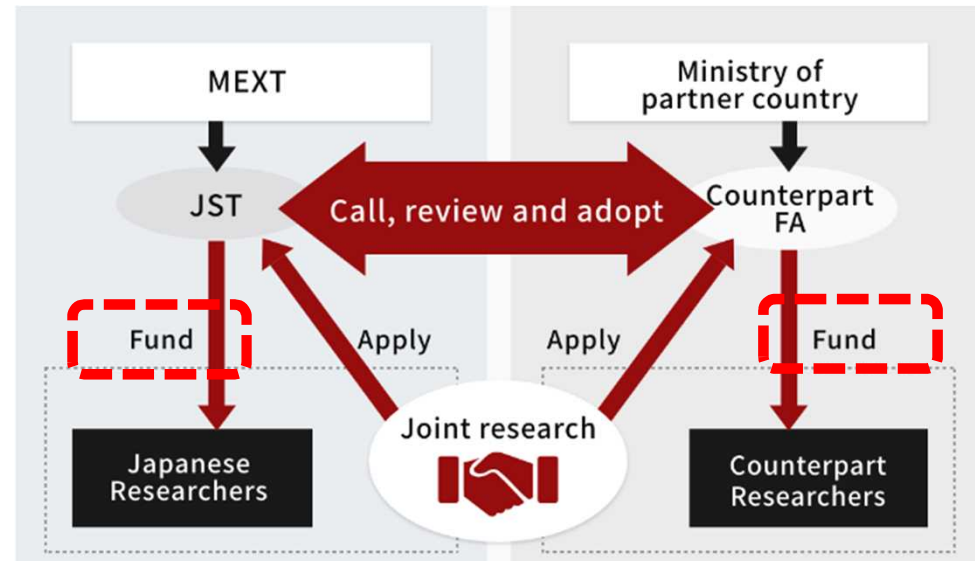 MEXT
Ministry of
partner country
JST
Call, review and adopt
Counterpart
FA
Fund
Apply
Apply
Fund
Joint research
Japanese
Researchers
Counterpart
Researchers